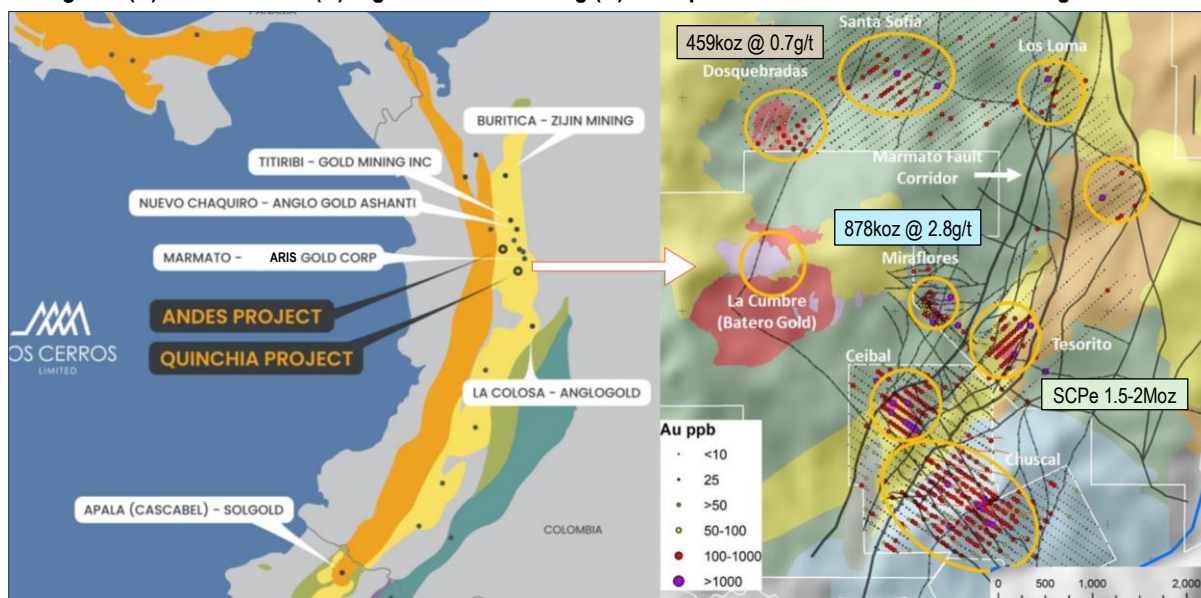 PANAMA
BURITICA - ZIJIN MINING
TITIRIBI - GOLD MINING INC
NUEVO CHAQUIRO - ANGLO GOLD ASHANTI
MARMATO - ARIS GOLD CORP
ANDES PROJECT
QUINCHIA PROJECT
OS CERROS
LIMITED
LA COLOSA - ANGLOGOLD
APALA (CASCABEL) - SOLGOLD
COLOMBIA
459koz @ 0.7g/t
Dosquebradas
Santa Sofia
Los Loma
Marmato Fault
Corridor
878koz @ 2.8g/t
Miraflores
La Cumbre
(Batero Gold)
Tesorito
Ceibal
SCPe 1.5-2Moz
Chuscal
Au ppb
<10
25
>50
50-100
100-1000
>1000
0 500 1,000 2,00